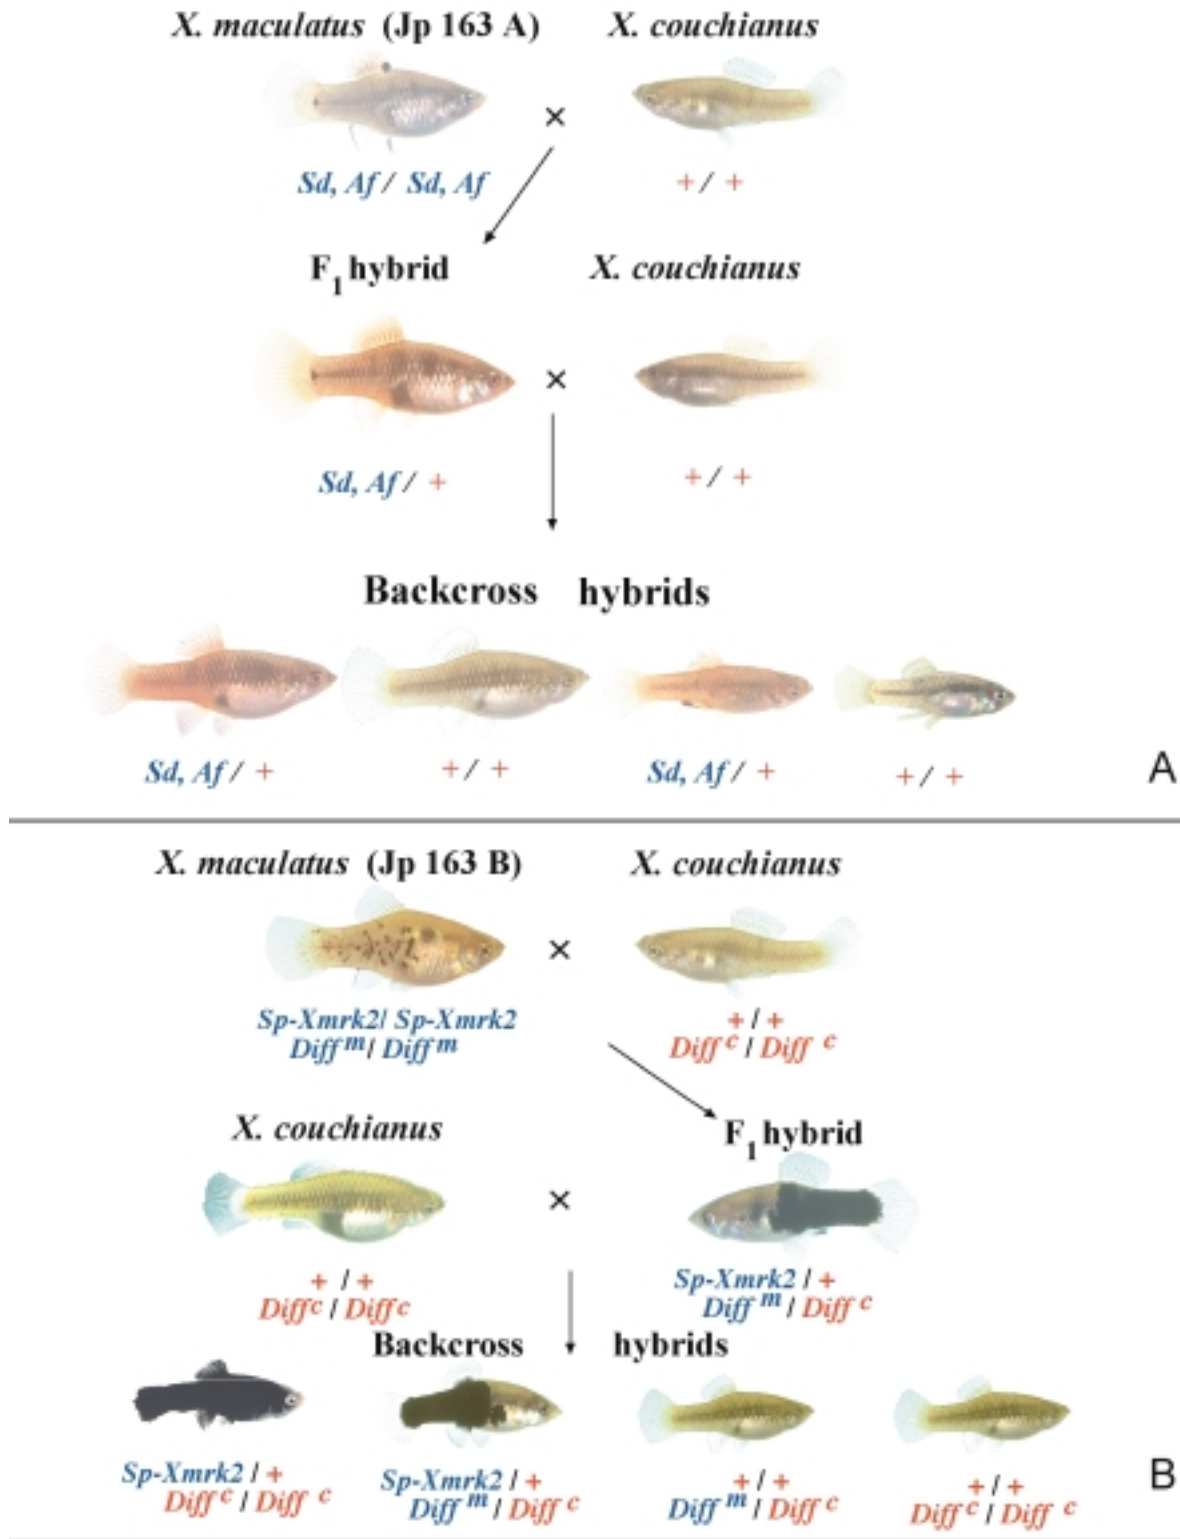 X. maculatus (Jp 163 A) X. couchianus
×
Sd, Af / Sd, Af + / +
F1 hybrid X. couchianus
×
Sd, Af / + + / +
Backcross hybrids
Sd, Af / + + / + Sd, Af / + + / +
A
X. maculatus (Jp 163 B) X. couchianus
×
Sp-Xmrk2/ Sp-Xmrk2 + / +
Diff m / Diff m Diff c / Diff c
X. couchianus F1 hybrid
×
+ / + Sp-Xmrk2 / +
Diff c / Diff c Diff m / Diff c
Backcross hybrids
Sp-Xmrk2 / + Sp-Xmrk2 / + + / + + / +
Diff c / Diff c Diff m / Diff c Diff m / Diff c Diff c / Diff c
B